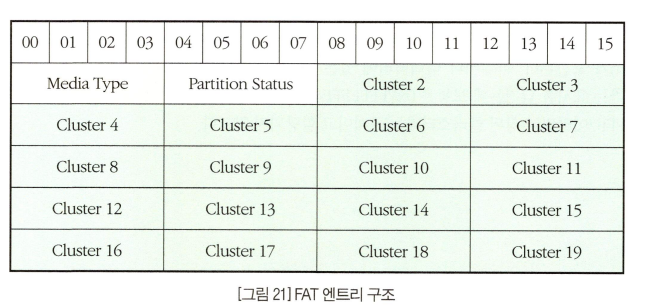 00 01 02 03 04 05 06 07 08 09 10 11 12 13 14 15
Media Type Partition Status Cluster 2 Cluster 3
Cluster 4 Cluster 5 Cluster 6 Cluster 7
Cluster 8 Cluster 9 Cluster 10 Cluster 11
Cluster 12 Cluster 13 Cluster 14 Cluster 15
Cluster 16 Cluster 17 Cluster 18 Cluster 19
[그림 21] FAT 엔트리 구조